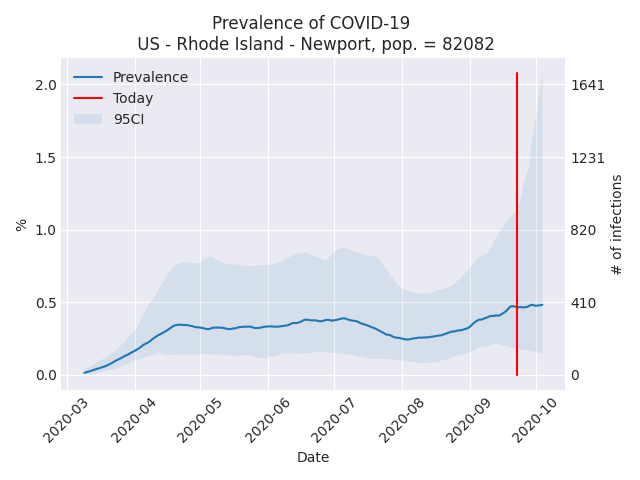 Prevalence of COVID-19
US - Rhode Island - Newport, pop. = 82082
Prevalence
Today
95CI
2.0
1.5
1.0
0.5
0.0
%
1641
1231
820
410
0
# of infections
2020-03
2020-04
2020-05
2020-06
2020-07
2020-08
2020-09
2020-10
Date